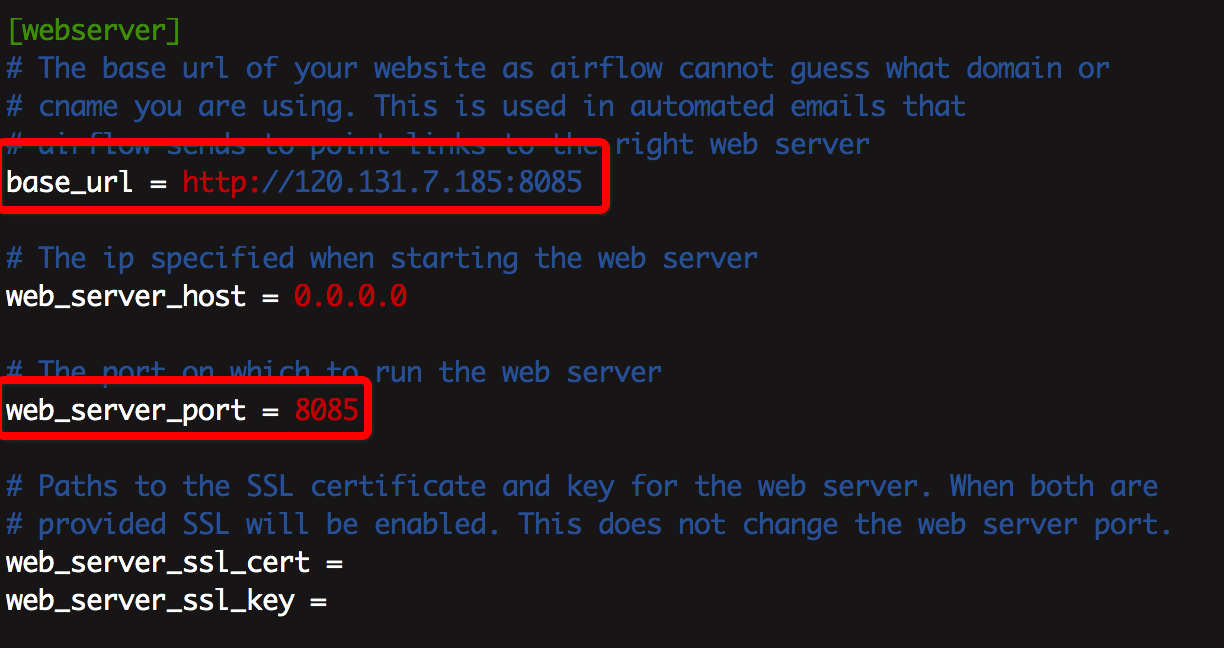 [webserver]
# The base url of your website as airflow cannot guess what domain or
# cname you are using. This is used in automated emails that
# airflow sends to point links to the right web server
base_url = http://120.131.7.185:8085
# The ip specified when starting the web server
web_server_host = 0.0.0.0
# The port on which to run the web server
web_server_port = 8085
# Paths to the SSL certificate and key for the web server. When both are
# provided SSL will be enabled. This does not change the web server port.
web_server_ssl_cert =
web_server_ssl_key =